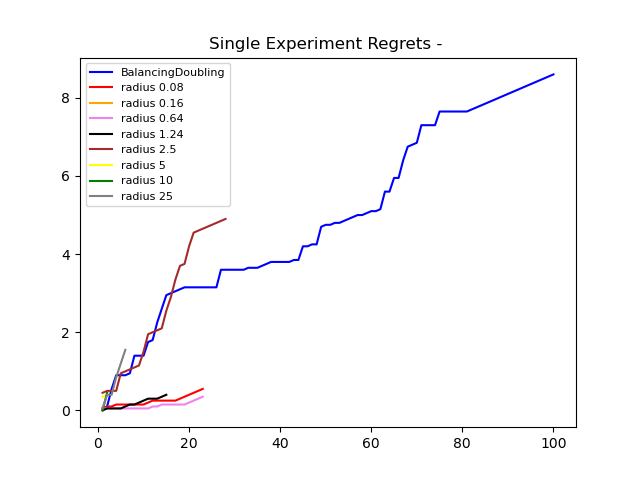 Single Experiment Regrets -
BalancingDoubling
radius 0.08
radius 0.16
radius 0.64
radius 1.24
radius 2.5
radius 5
radius 10
radius 25
8
6
4
2
0
0 20 40 60 80 100